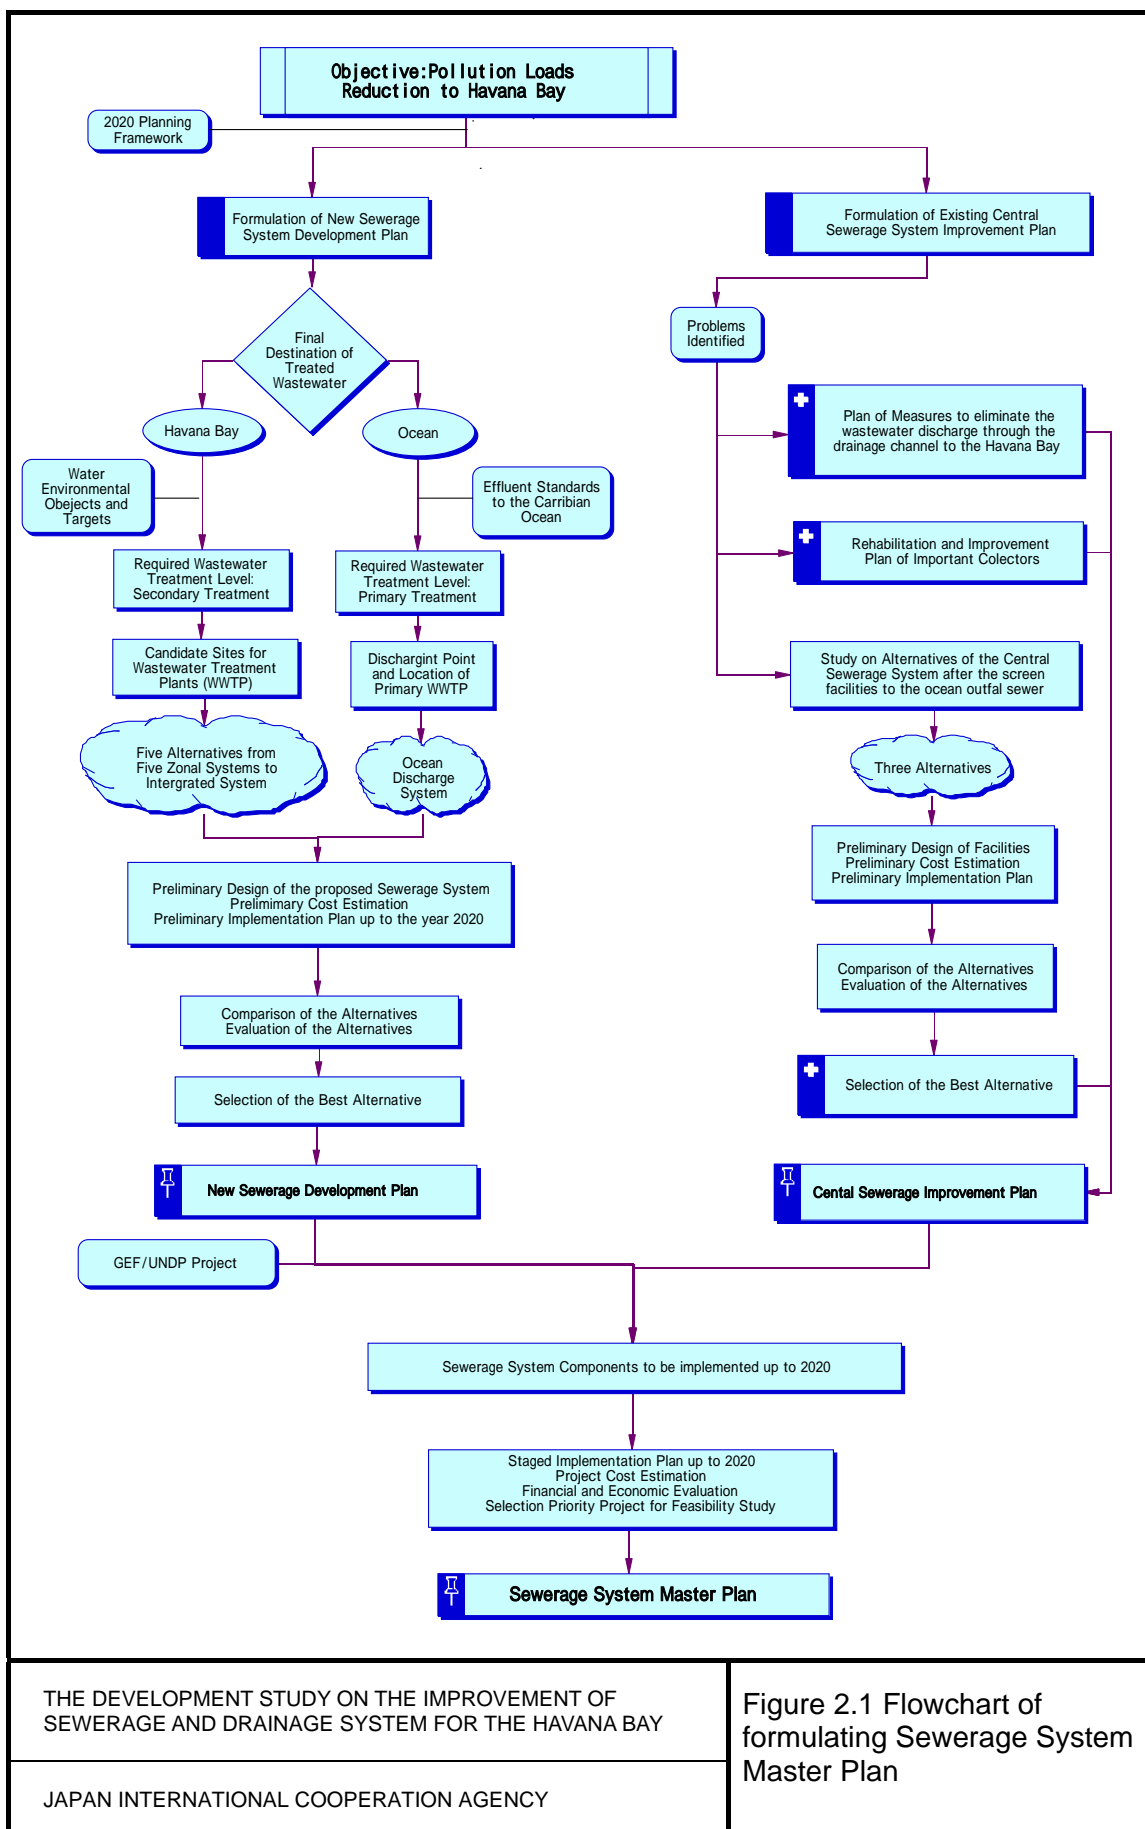 Objective:Pollution Loads
Reduction to Havana Bay
2020 Planning
Framework
Formulation of New Sewerage
System Development Plan
Formulation of Existing Central
Sewerage System Improvement Plan
Final
Destination of
Treated
Wastewater
Problems
Identified
Havana Bay
Ocean
Plan of Measures to eliminate the
wastewater discharge through the
drainage channel to the Havana Bay
Water
Environmental
Obejects and
Targets
Effluent Standards
to the Carribian
Ocean
Rehabilitation and Improvement
Plan of Important Colectors
Required Wastewater
Treatment Level:
Secondary Treatment
Required Wastewater
Treatment Level:
Primary Treatment
Candidate Sites for
Wastewater Treatment
Plants (WWTP)
Dischargint Point
and Location of
Primary WWTP
Study on Alternatives of the Central
Sewerage System after the screen
facilities to the ocean outfal sewer
Five Alternatives from
Five Zonal Systems to
Intergrated System
Ocean
Discharge
System
Three Alternatives
Preliminary Design of Facilities
Preliminary Cost Estimation
Preliminary Implementation Plan
Preliminary Design of the proposed Sewerage System
Prelimimary Cost Estimation
Preliminary Implementation Plan up to the year 2020
Comparison of the Alternatives
Evaluation of the Alternatives
Comparison of the Alternatives
Evaluation of the Alternatives
Selection of the Best Alternative
Selection of the Best Alternative
New Sewerage Development Plan
Cental Sewerage Improvement Plan
GEF/UNDP Project
Sewerage System Components to be implemented up to 2020
Staged Implementation Plan up to 2020
Project Cost Estimation
Financial and Economic Evaluation
Selection Priority Project for Feasibility Study
Sewerage System Master Plan
THE DEVELOPMENT STUDY ON THE IMPROVEMENT OF
SEWERAGE AND DRAINAGE SYSTEM FOR THE HAVANA BAY
JAPAN INTERNATIONAL COOPERATION AGENCY
Figure 2.1 Flowchart of
formulating Sewerage System
Master Plan